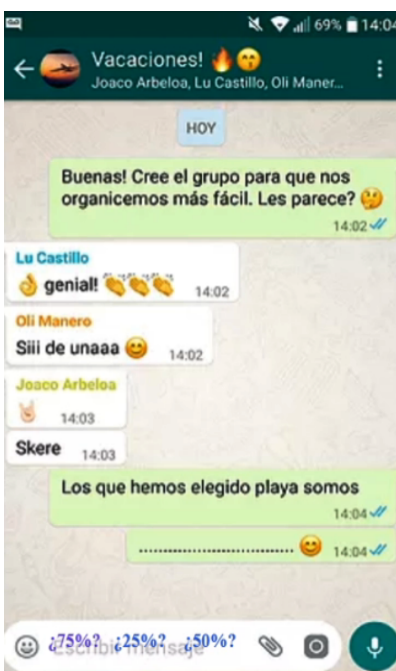 69% 14:04
Vacaciones! 🔥😙
Joaco Arbeloa, Lu Castillo, Oli Maner...
HOY
Buenas! Cree el grupo para que nos
organicemos más fácil. Les parece? 🤔
14:02
Lu Castillo
👌 genial! 👏👏👏 14:02
Oli Manero
Siii de unaaa 😊 14:02
Joaco Arbeloa
🤘🏻 14:03
Skere 14:03
Los que hemos elegido playa somos
14:04
................................ 😊 14:04
¿75%? ¿25%? ¿50%?
Escribir mensaje